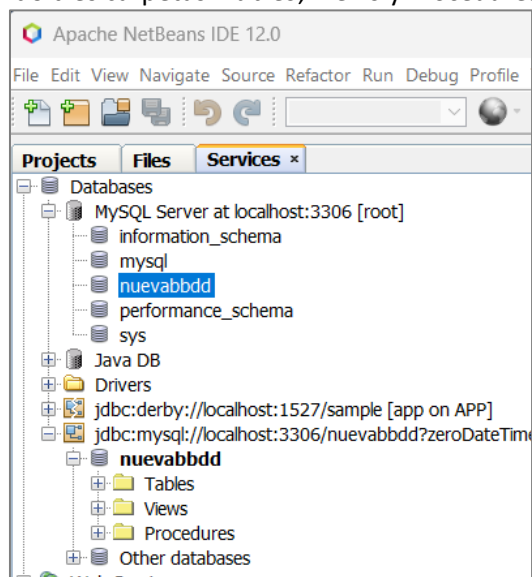 Apache NetBeans IDE 12.0
File Edit View Navigate Source Refactor Run Debug Profile
Projects Files Services ×
Databases
MySQL Server at localhost:3306 [root]
information_schema
mysql
nuevabbdd
performance_schema
sys
Java DB
Drivers
jdbc:derby://localhost:1527/sample [app on APP]
jdbc:mysql://localhost:3306/nuevabbdd?zeroDateTime
nuevabbdd
Tables
Views
Procedures
Other databases